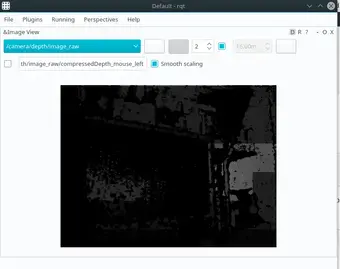 Default - rqt
File Plugins Running Perspectives Help
&Image View D R ? - O X
/camera/depth/image_raw 2
th/image_raw/compressedDepth_mouse_left Smooth scaling